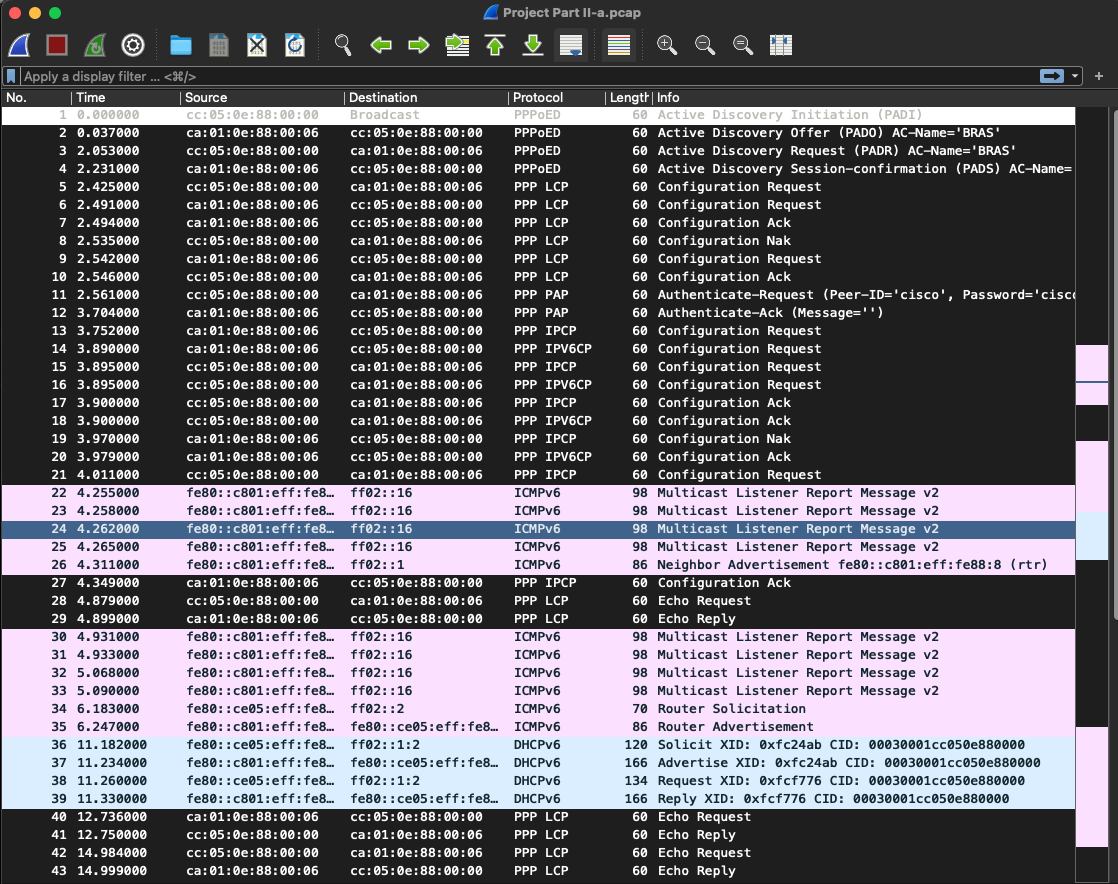 Project Part II-a.pcap
Apply a display filter ... <⌘/>
+
No. Time Source Destination Protocol Length Info
1 0.000000 cc:05:0e:88:00:00 Broadcast PPPoED 60 Active Discovery Initiation (PADI)
2 0.037000 ca:01:0e:88:00:06 cc:05:0e:88:00:00 PPPoED 60 Active Discovery Offer (PADO) AC-Name='BRAS'
3 2.053000 cc:05:0e:88:00:00 ca:01:0e:88:00:06 PPPoED 60 Active Discovery Request (PADR) AC-Name='BRAS'
4 2.231000 ca:01:0e:88:00:06 cc:05:0e:88:00:00 PPPoED 60 Active Discovery Session-confirmation (PADS) AC-Name=
5 2.425000 ca:01:0e:88:00:06 cc:05:0e:88:00:00 PPP LCP 60 Configuration Request
6 2.491000 cc:05:0e:88:00:00 ca:01:0e:88:00:06 PPP LCP 60 Configuration Request
7 2.494000 cc:05:0e:88:00:00 ca:01:0e:88:00:06 PPP LCP 60 Configuration Ack
8 2.535000 ca:01:0e:88:00:06 cc:05:0e:88:00:00 PPP LCP 60 Configuration Nak
9 2.542000 cc:05:0e:88:00:00 ca:01:0e:88:00:06 PPP LCP 60 Configuration Request
10 2.546000 ca:01:0e:88:00:06 cc:05:0e:88:00:00 PPP LCP 60 Configuration Ack
11 2.561000 cc:05:0e:88:00:00 ca:01:0e:88:00:06 PPP PAP 60 Authenticate-Request (Peer-ID='cisco', Password='cisco
12 3.704000 ca:01:0e:88:00:06 cc:05:0e:88:00:00 PPP PAP 60 Authenticate-Ack (Message='')
13 3.752000 cc:05:0e:88:00:00 ca:01:0e:88:00:06 PPP IPCP 60 Configuration Request
14 3.890000 ca:01:0e:88:00:06 cc:05:0e:88:00:00 PPP IPV6CP 60 Configuration Request
15 3.895000 ca:01:0e:88:00:06 cc:05:0e:88:00:00 PPP IPCP 60 Configuration Request
16 3.895000 cc:05:0e:88:00:00 ca:01:0e:88:00:06 PPP IPV6CP 60 Configuration Request
17 3.900000 cc:05:0e:88:00:00 ca:01:0e:88:00:06 PPP IPCP 60 Configuration Ack
18 3.900000 cc:05:0e:88:00:00 ca:01:0e:88:00:06 PPP IPV6CP 60 Configuration Ack
19 3.970000 ca:01:0e:88:00:06 cc:05:0e:88:00:00 PPP IPCP 60 Configuration Nak
20 3.979000 ca:01:0e:88:00:06 cc:05:0e:88:00:00 PPP IPV6CP 60 Configuration Ack
21 4.011000 cc:05:0e:88:00:00 ca:01:0e:88:00:06 PPP IPCP 60 Configuration Request
22 4.255000 fe80::c801:eff:fe8… ff02::16 ICMPv6 98 Multicast Listener Report Message v2
23 4.258000 fe80::c801:eff:fe8… ff02::16 ICMPv6 98 Multicast Listener Report Message v2
24 4.262000 fe80::c801:eff:fe8… ff02::16 ICMPv6 98 Multicast Listener Report Message v2
25 4.265000 fe80::c801:eff:fe8… ff02::16 ICMPv6 98 Multicast Listener Report Message v2
26 4.311000 fe80::c801:eff:fe8… ff02::1 ICMPv6 86 Neighbor Advertisement fe80::c801:eff:fe88:8 (rtr)
27 4.349000 ca:01:0e:88:00:06 cc:05:0e:88:00:00 PPP IPCP 60 Configuration Ack
28 4.879000 cc:05:0e:88:00:00 ca:01:0e:88:00:06 PPP LCP 60 Echo Request
29 4.899000 ca:01:0e:88:00:06 cc:05:0e:88:00:00 PPP LCP 60 Echo Reply
30 4.931000 fe80::c801:eff:fe8… ff02::16 ICMPv6 98 Multicast Listener Report Message v2
31 4.933000 fe80::c801:eff:fe8… ff02::16 ICMPv6 98 Multicast Listener Report Message v2
32 5.068000 fe80::c801:eff:fe8… ff02::16 ICMPv6 98 Multicast Listener Report Message v2
33 5.090000 fe80::c801:eff:fe8… ff02::16 ICMPv6 98 Multicast Listener Report Message v2
34 6.183000 fe80::ce05:eff:fe8… ff02::2 ICMPv6 70 Router Solicitation
35 6.247000 fe80::c801:eff:fe8… fe80::ce05:eff:fe8… ICMPv6 86 Router Advertisement
36 11.182000 fe80::ce05:eff:fe8… ff02::1:2 DHCPv6 120 Solicit XID: 0xfc24ab CID: 00030001cc050e880000
37 11.234000 fe80::c801:eff:fe8… fe80::ce05:eff:fe8… DHCPv6 166 Advertise XID: 0xfc24ab CID: 00030001cc050e880000
38 11.260000 fe80::ce05:eff:fe8… ff02::1:2 DHCPv6 134 Request XID: 0xfcf776 CID: 00030001cc050e880000
39 11.330000 fe80::c801:eff:fe8… fe80::ce05:eff:fe8… DHCPv6 166 Reply XID: 0xfcf776 CID: 00030001cc050e880000
40 12.736000 ca:01:0e:88:00:06 cc:05:0e:88:00:00 PPP LCP 60 Echo Request
41 12.750000 cc:05:0e:88:00:00 ca:01:0e:88:00:06 PPP LCP 60 Echo Reply
42 14.984000 cc:05:0e:88:00:00 ca:01:0e:88:00:06 PPP LCP 60 Echo Request
43 14.999000 ca:01:0e:88:00:06 cc:05:0e:88:00:00 PPP LCP 60 Echo Reply